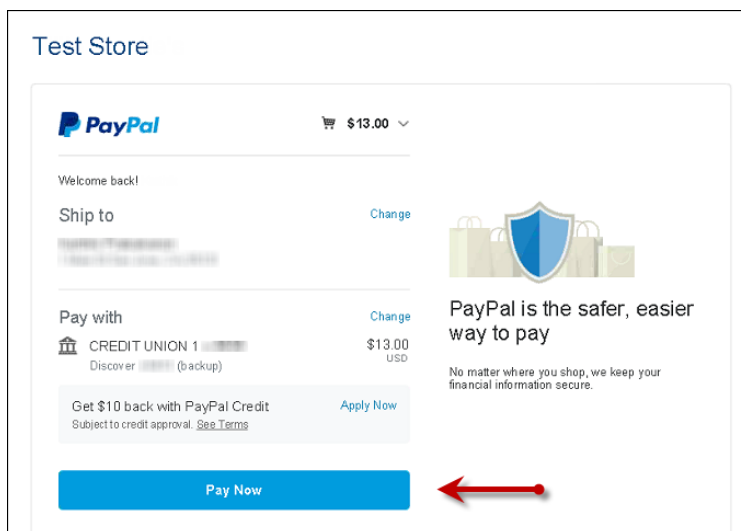 Test Store
PayPal
$13.00
Welcome back!
Ship to
Change
Pay with
Change
CREDIT UNION 1
$13.00
USD
Discover
(backup)
Get $10 back with PayPal Credit
Apply Now
Subject to credit approval. See Terms
Pay Now
PayPal is the safer, easier
way to pay
No matter where you shop, we keep your
financial information secure.